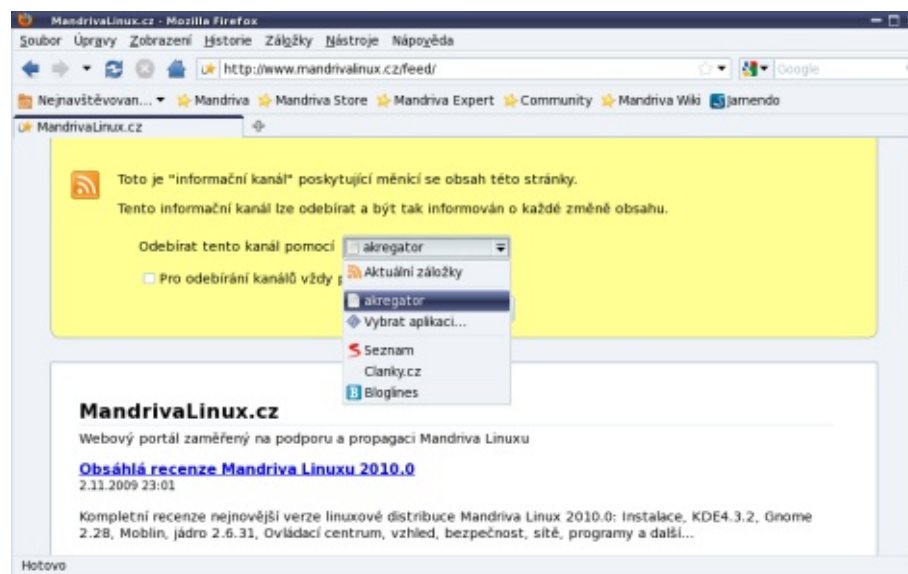 MandrivaLinux.cz - Mozilla Firefox
Soubor Úpravy Zobrazení Historie Záložky Nástroje Nápověda
http://www.mandrivalinux.cz/feed/ Google
Nejnavštěvovan... Mandriva Mandriva Store Mandriva Expert Community Mandriva Wiki Jamendo
MandrivaLinux.cz
Toto je "informační kanál" poskytující měnící se obsah této stránky.
Tento informační kanál lze odebírat a být tak informován o každé změně obsahu.
Odebírat tento kanál pomocí akregator
Aktuální záložky
Pro odebírání kanálů vždy p
akregator
Vybrat aplikaci...
Seznam
Clanky.cz
Bloglines
MandrivaLinux.cz
Webový portál zaměřený na podporu a propagaci Mandriva Linuxu
Obsáhlá recenze Mandriva Linuxu 2010.0
2.11.2009 23:01
Kompletní recenze nejnovější verze linuxové distribuce Mandriva Linux 2010.0: Instalace, KDE4.3.2, Gnome
2.28, Moblin, jádro 2.6.31, Ovládací centrum, vzhled, bezpečnost, sítě, programy a další...
Hotovo